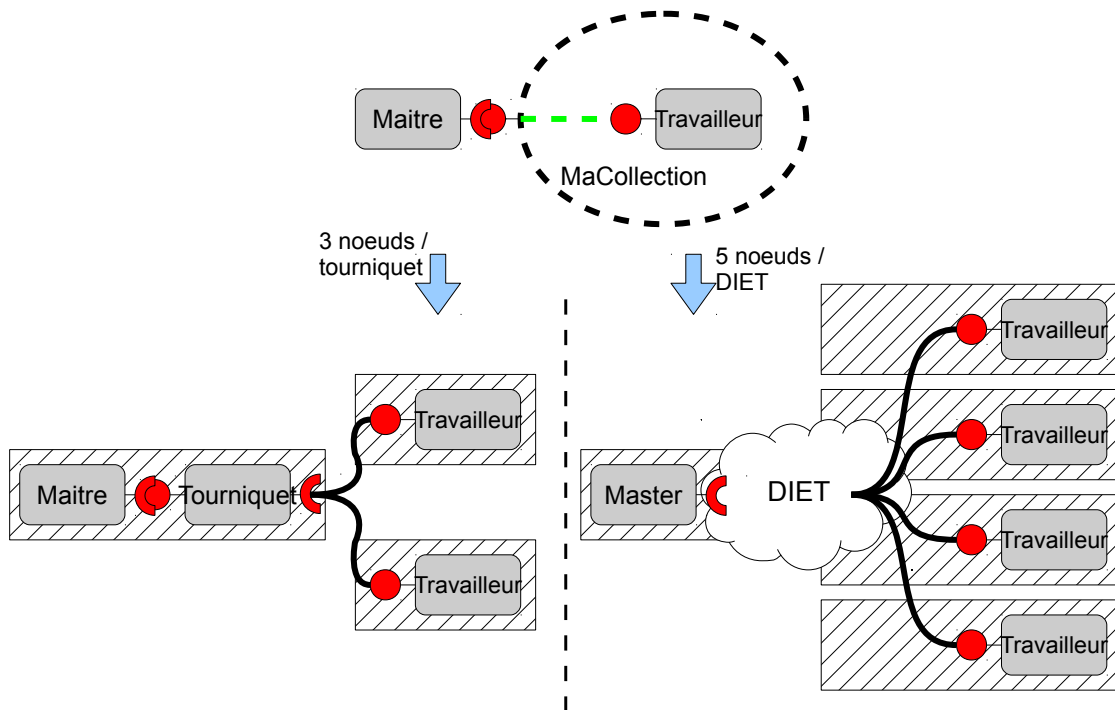 Maitre
Travailleur
MaCollection
3 noeuds /
tourniquet
5 noeuds /
DIET
Travailleur
Travailleur
Travailleur
Maitre
Tourniquet
Master
DIET
Travailleur
Travailleur
Travailleur